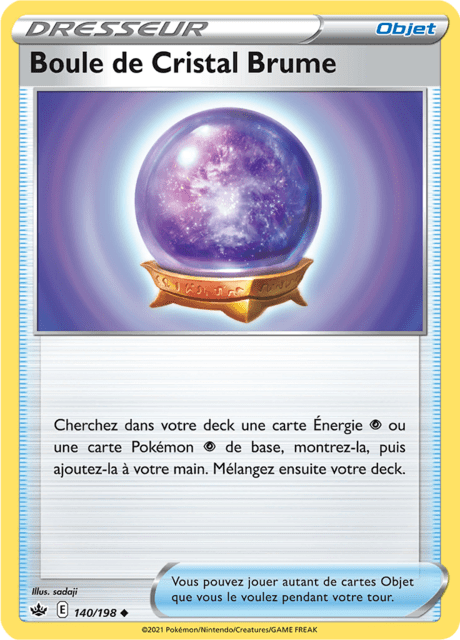 DRESSEUR Objet
Boule de Cristal Brume
Cherchez dans votre deck une carte Énergie ou
une carte Pokémon de base, montrez-la, puis
ajoutez-la à votre main. Mélangez ensuite votre deck.
Illus. sadaji
Vous pouvez jouer autant de cartes Objet
que vous le voulez pendant votre tour.
E 140/198
©2021 Pokémon/Nintendo/Creatures/GAME FREAK